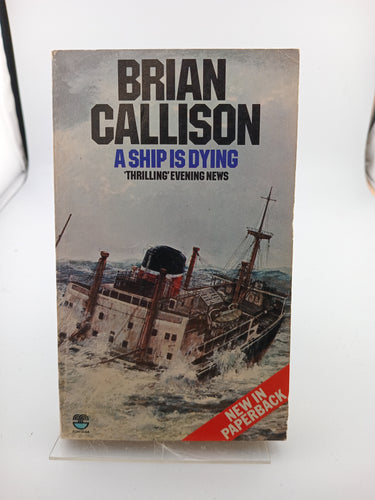 BRIAN
CALLISON
A SHIP IS DYING
'THRILLING' EVENING NEWS
NEW IN
PAPERBACK